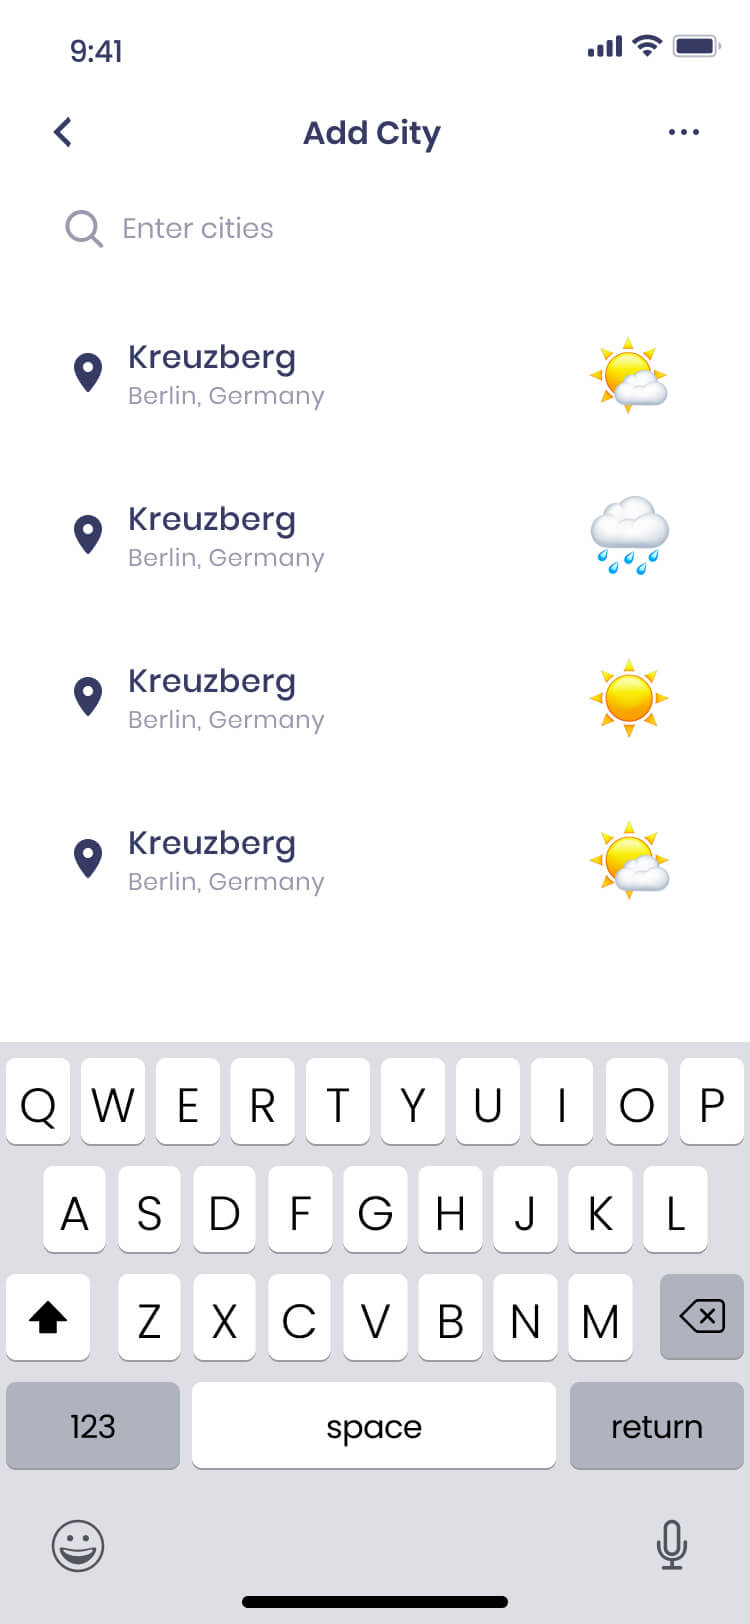 9:41
Add City
Enter cities
Kreuzberg
Berlin, Germany
Kreuzberg
Berlin, Germany
Kreuzberg
Berlin, Germany
Kreuzberg
Berlin, Germany
Q W E R T Y U I O P
A S D F G H J K L
Z X C V B N M
123 space return